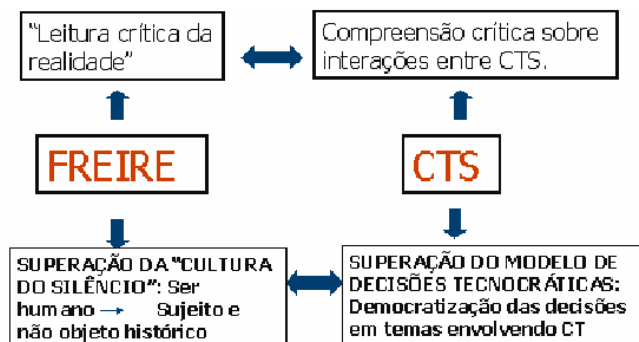 “Leitura crítica da
realidade”
Compreensão crítica sobre
interações entre CTS.
FREIRE
CTS
SUPERAÇÃO DA “CULTURA
DO SILÊNCIO”: Ser
humano → Sujeito e
não objeto histórico
SUPERAÇÃO DO MODELO DE
DECISÕES TECNOCRÁTICAS:
Democratização das decisões
em temas envolvendo CT